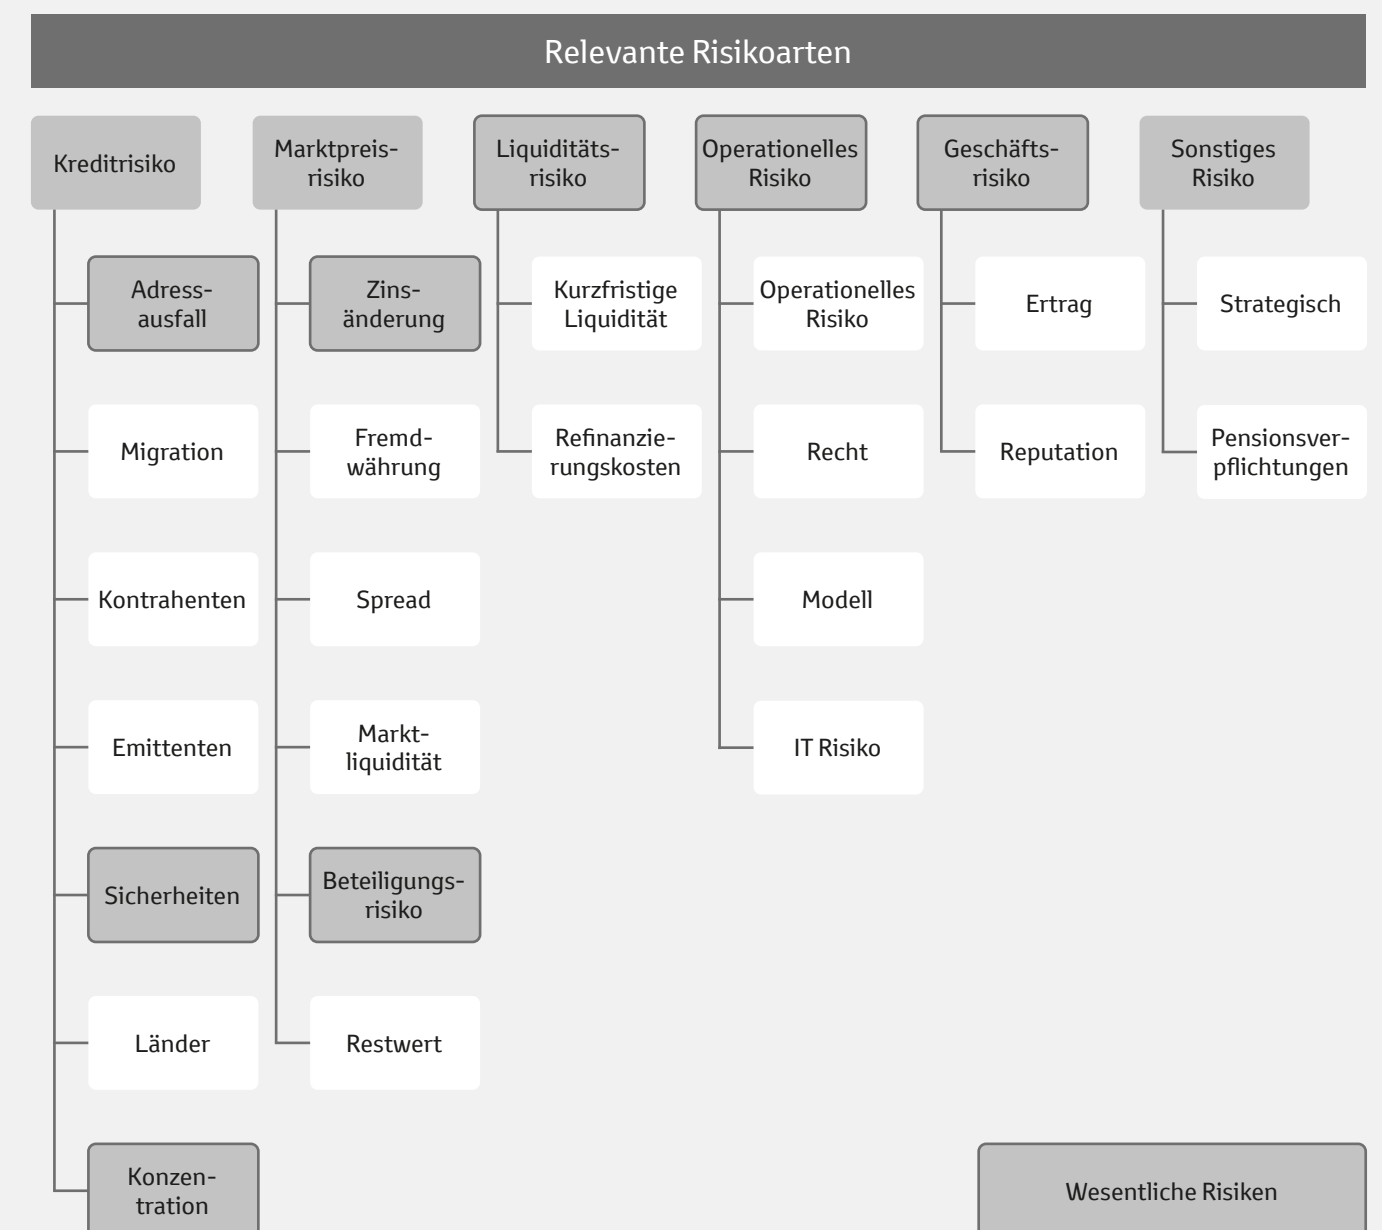 Relevante Risikoarten
Kreditrisiko
Adress-
ausfall
Migration
Kontrahenten
Emittenten
Sicherheiten
Länder
Konzen-
tration
Marktpreis-
risiko
Zins-
änderung
Fremd-
währung
Spread
Markt-
liquidität
Beteiligungs-
risiko
Restwert
Liquiditäts-
risiko
Kurzfristige
Liquidität
Refinanzie-
rungskosten
Operationelles
Risiko
Operationelles
Risiko
Recht
Modell
IT Risiko
Geschäfts-
risiko
Ertrag
Reputation
Sonstiges
Risiko
Strategisch
Pensionsver-
pflichtungen
Wesentliche Risiken